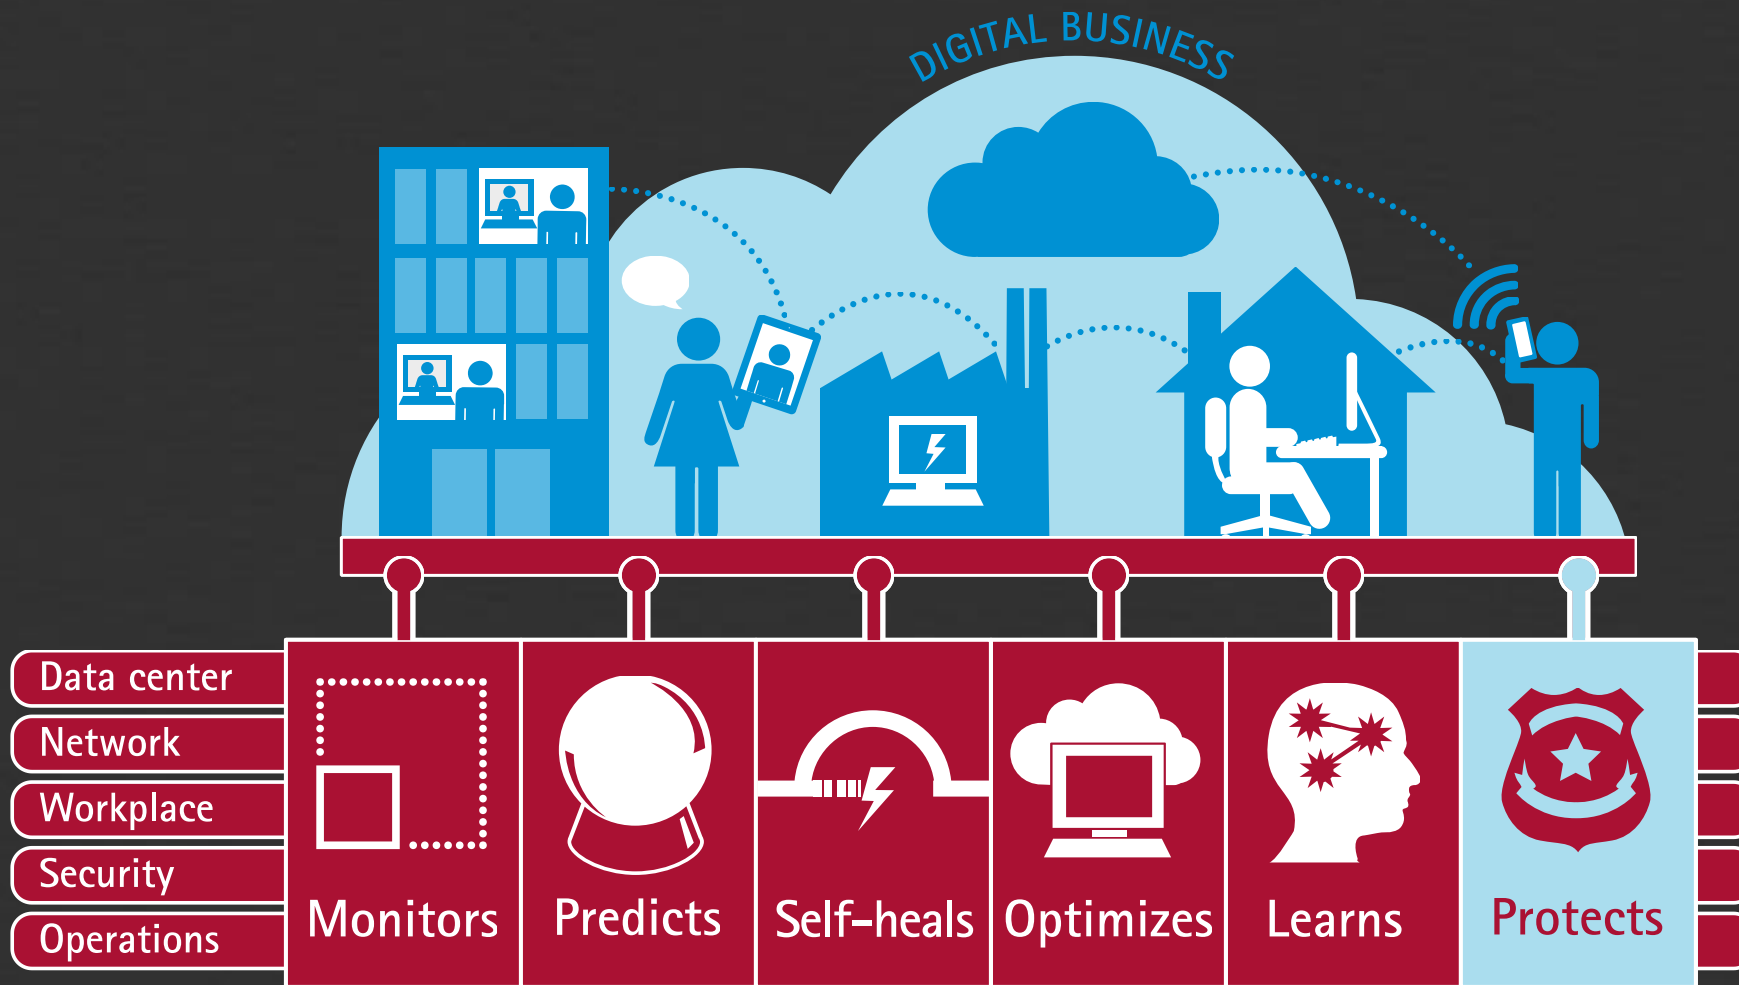 DIGITAL BUSINESS
Data center
Network
Workplace
Security
Operations
Monitors
Predicts
Self-heals
Optimizes
Learns
Protects